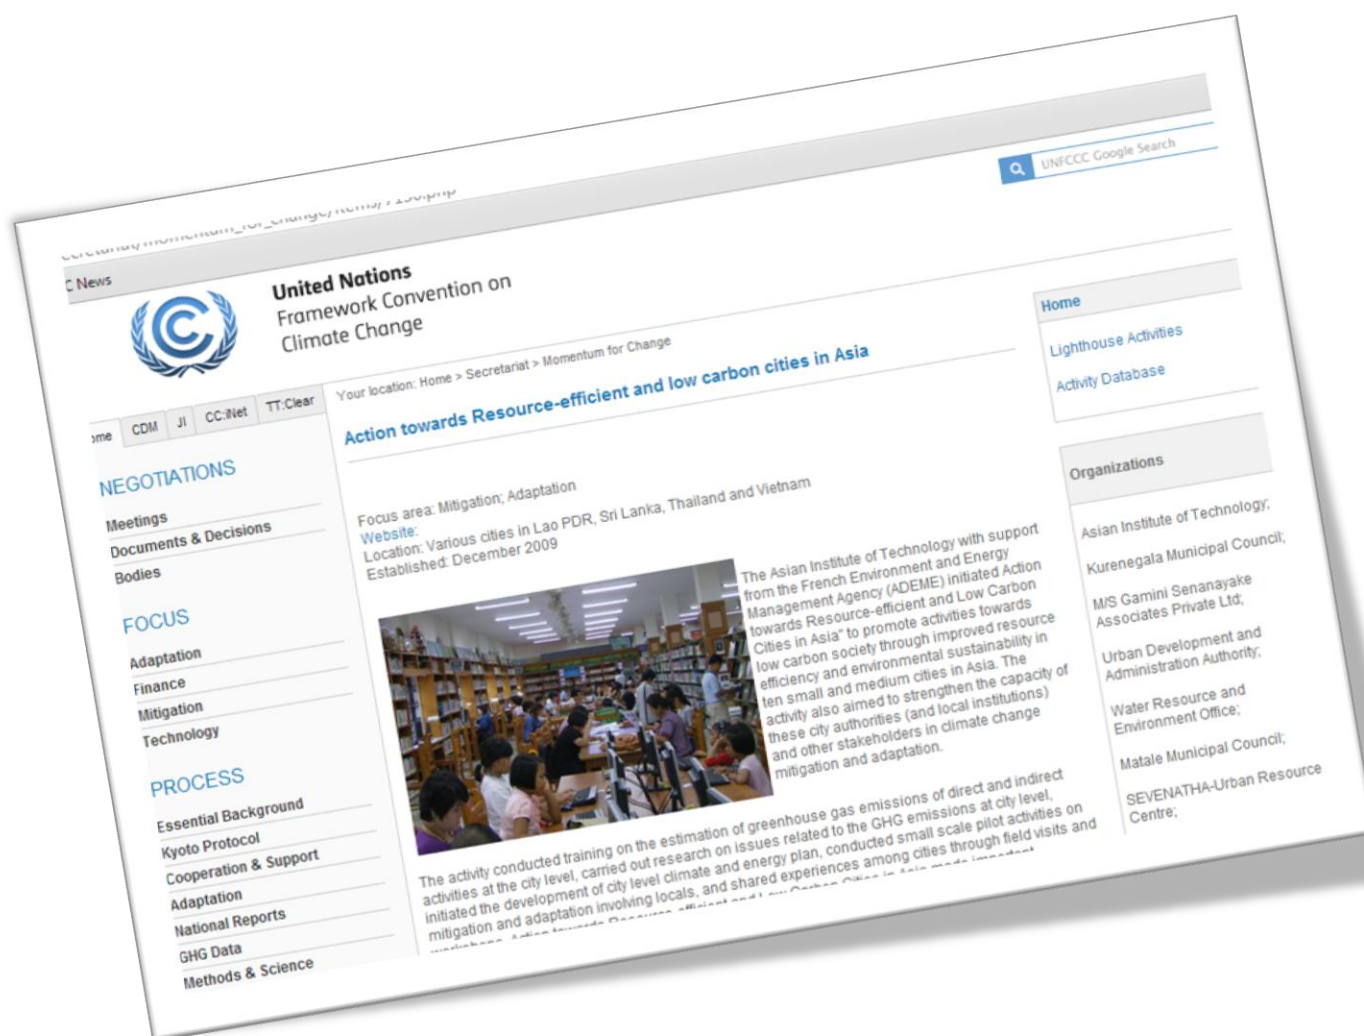 UNFCCC Google Search
C News
United Nations
Framework Convention on
Climate Change
CDM
JI
CC:iNet
TT:Clear
NEGOTIATIONS
Meetings
Documents & Decisions
Bodies
FOCUS
Adaptation
Finance
Mitigation
Technology
PROCESS
Essential Background
Kyoto Protocol
Cooperation & Support
Adaptation
National Reports
GHG Data
Methods & Science
Your location: Home > Secretariat > Momentum for Change
Action towards Resource-efficient and low carbon cities in Asia
Focus area: Mitigation; Adaptation
Website:
Location: Various cities in Lao PDR, Sri Lanka, Thailand and Vietnam
Established: December 2009
The Asian Institute of Technology with support
from the French Environment and Energy
Management Agency (ADEME) initiated Action
towards Resource-efficient and Low Carbon
Cities in Asia" to promote activities towards
low carbon society through improved resource
efficiency and environmental sustainability in
ten small and medium cities in Asia. The
activity also aimed to strengthen the capacity of
these city authorities (and local institutions)
and other stakeholders in climate change
mitigation and adaptation.
The activity conducted training on the estimation of greenhouse gas emissions of direct and indirect
activities at the city level, carried out research on issues related to the GHG emissions at city level,
initiated the development of city level climate and energy plan, conducted small scale pilot activities on
mitigation and adaptation involving locals, and shared experiences among cities through field visits and
Home
Lighthouse Activities
Activity Database
Organizations
Asian Institute of Technology;
Kurenegala Municipal Council;
M/S Gamini Senanayake
Associates Private Ltd;
Urban Development and
Administration Authority;
Water Resource and
Environment Office;
Matale Municipal Council;
SEVENATHA-Urban Resource
Centre;